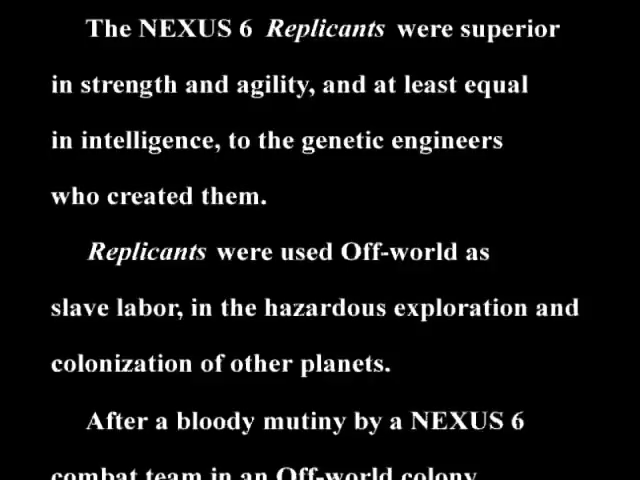 The NEXUS 6 Replicants were superior
in strength and agility, and at least equal
in intelligence, to the genetic engineers
who created them.
Replicants were used Off-world as
slave labor, in the hazardous exploration and
colonization of other planets.
After a bloody mutiny by a NEXUS 6
combat team in an Off-world colony